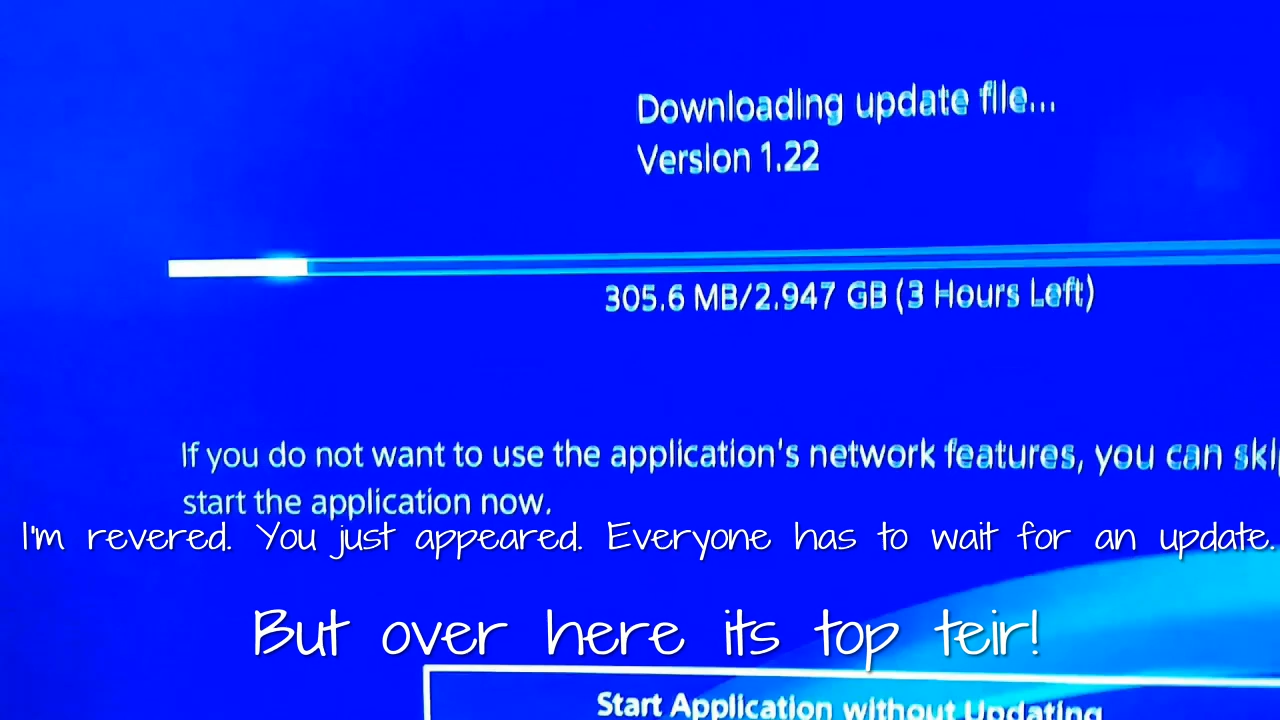 Downloading update file...
Version 1.22
305.6 MB/2.947 GB (3 Hours Left)
If you do not want to use the application's network features, you can
start the application now.
I'm revered. You just appeared. Everyone has to wait for an update.
But over here its top teir!
Start Application without Updating